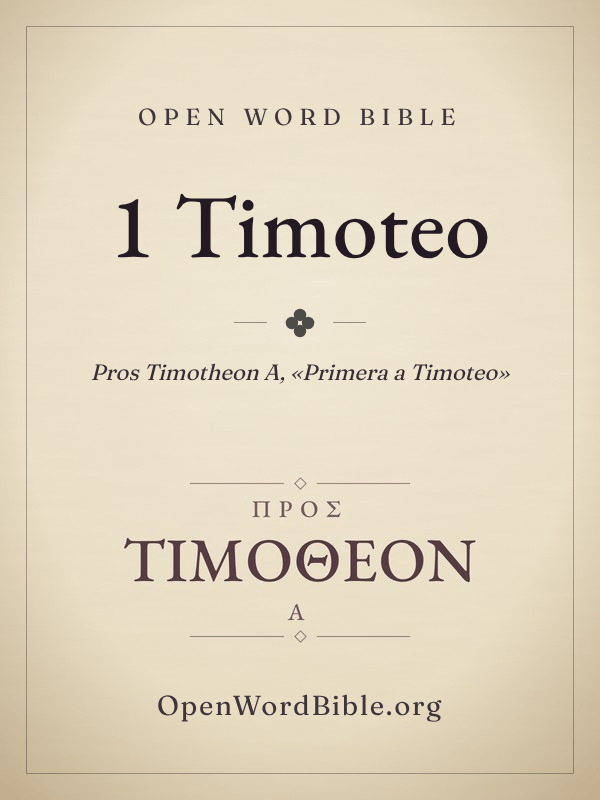 OPEN WORD BIBLE
1 Timoteo
Pros Timotheon A, «Primera a Timoteo»
ΠΡΟΣ
ΤΙΜΟΘΕΟΝ
Α
OpenWordBible.org